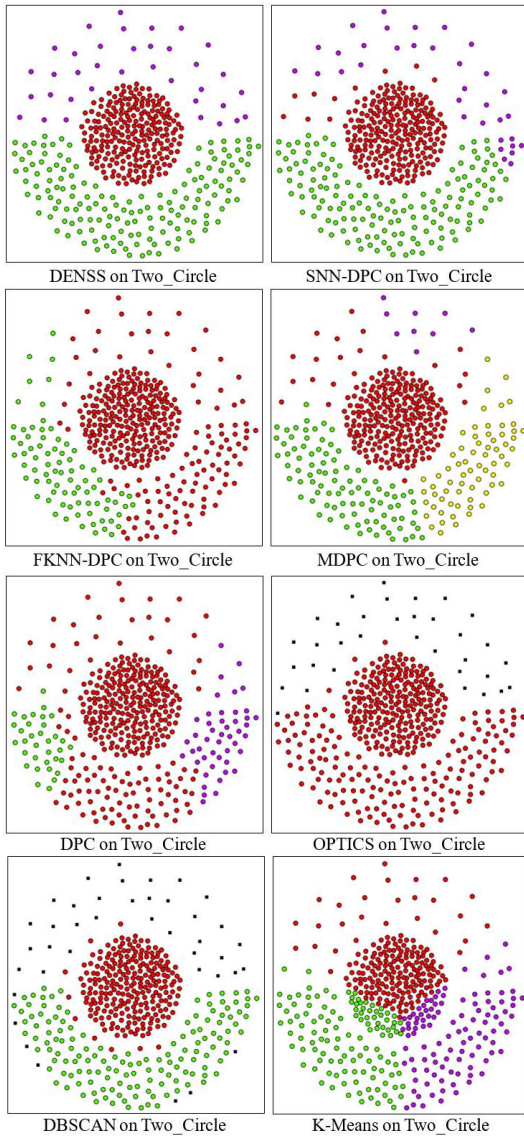 DENSS on Two_Circle
SNN-DPC on Two_Circle
FKNN-DPC on Two_Circle
MDPC on Two_Circle
DPC on Two_Circle
OPTICS on Two_Circle
DBSCAN on Two_Circle
K-Means on Two_Circle